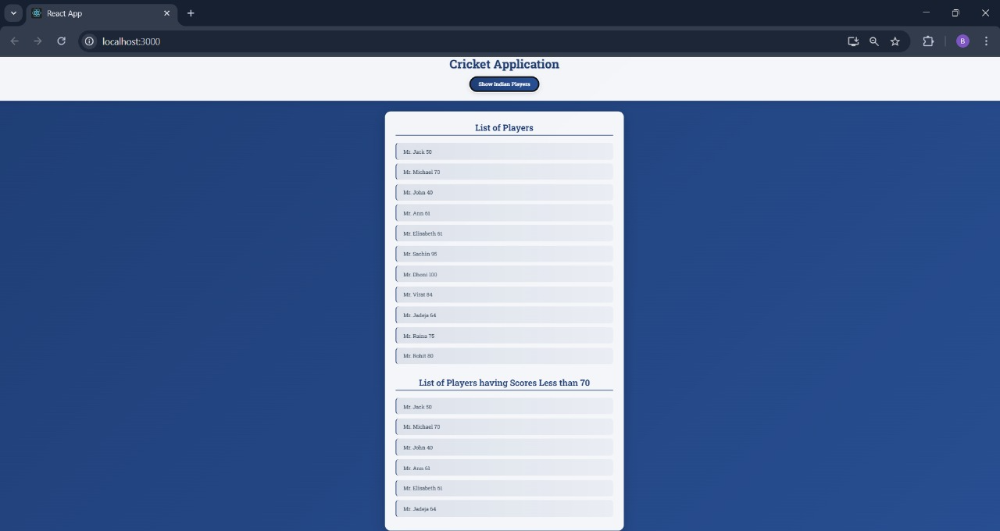 React App
localhost:3000
B
Cricket Application
Show Indian Players
List of Players
Mr. Jack 50
Mr. Michael 70
Mr. John 40
Mr. Ann 61
Mr. Elisabeth 61
Mr. Sachin 95
Mr. Dhoni 100
Mr. Virat 84
Mr. Jadeja 64
Mr. Raina 75
Mr. Rohit 80
List of Players having Scores Less than 70
Mr. Jack 50
Mr. Michael 70
Mr. John 40
Mr. Ann 61
Mr. Elisabeth 61
Mr. Jadeja 64